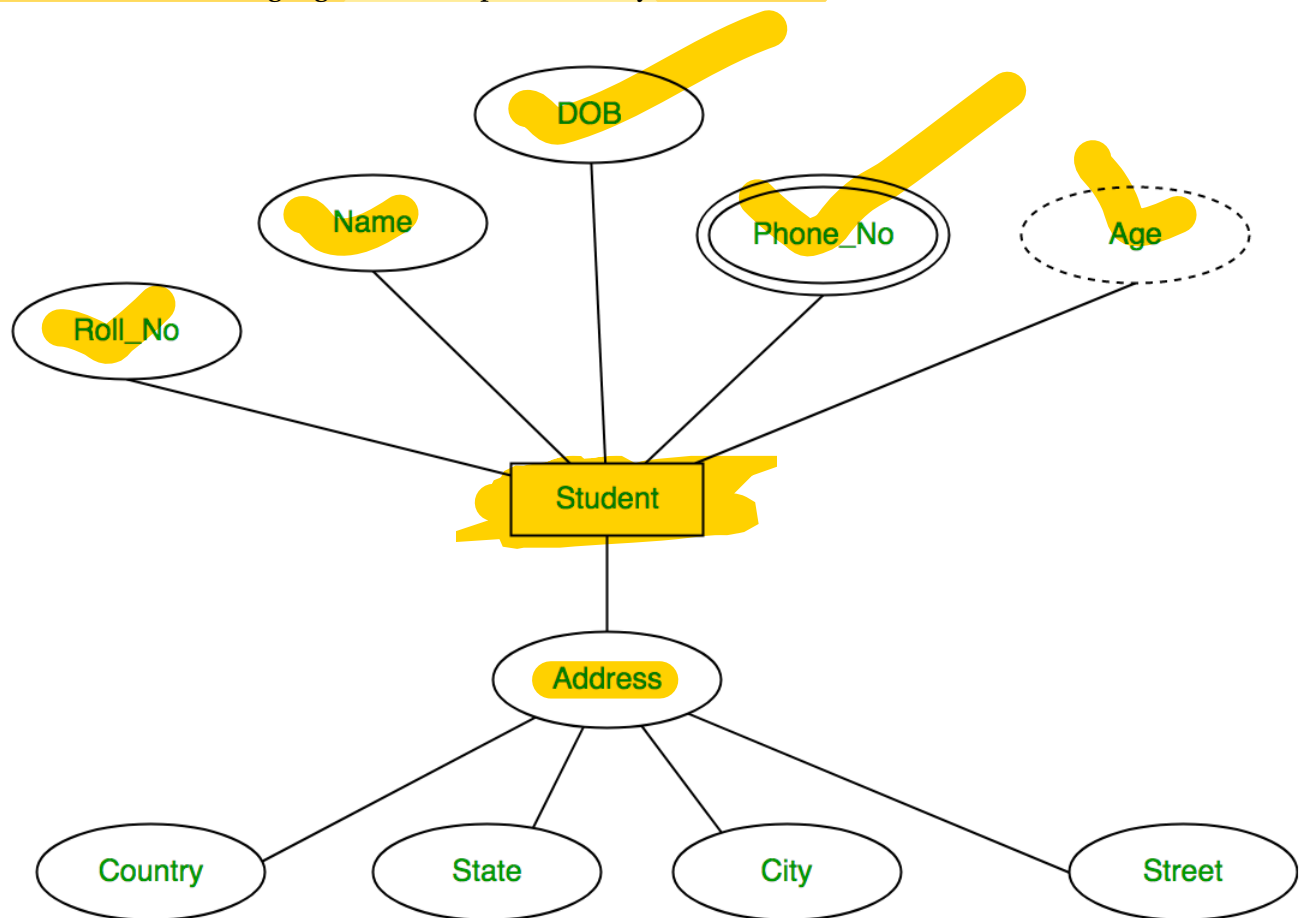 DOB
Name
Phone_No
Age
Roll_No
Student
Address
Country
State
City
Street